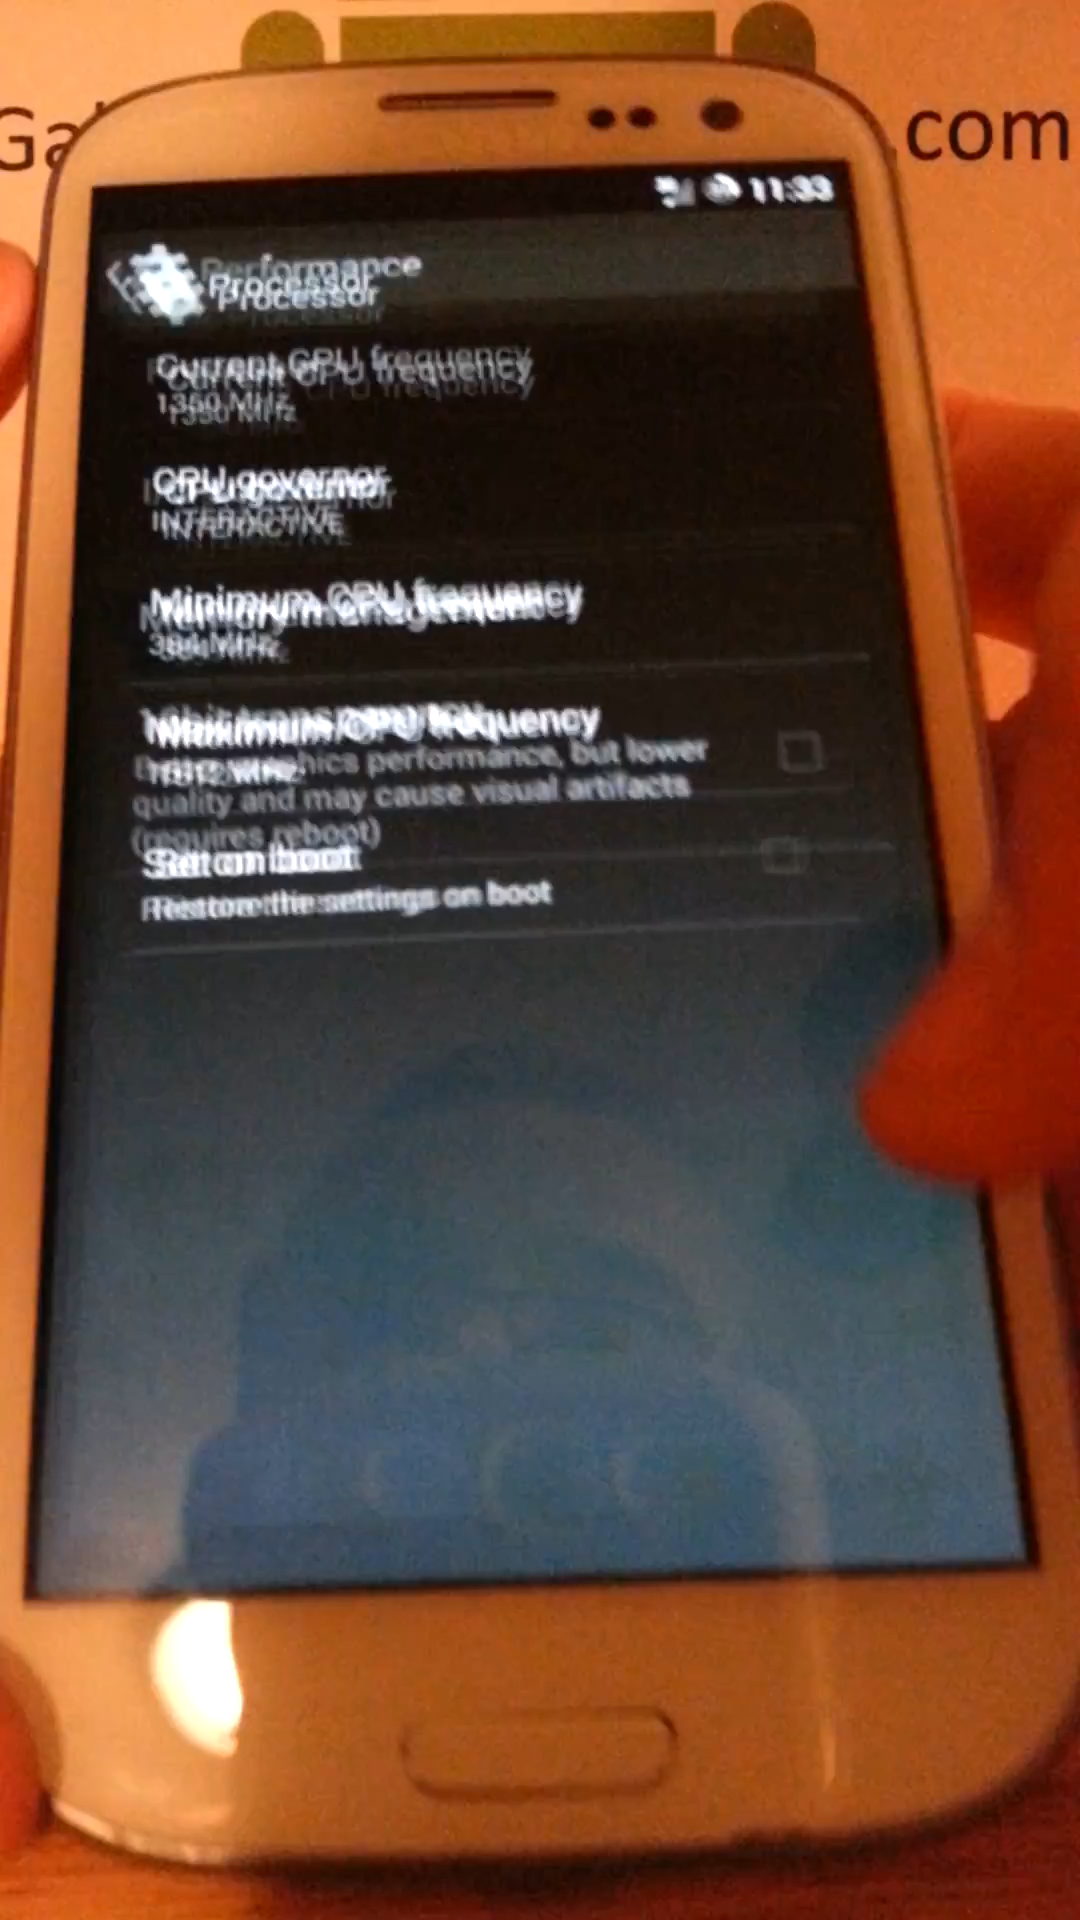 Ga
.com
11:33
Performance
Processor
Current CPU frequency
1350 MHz
CPU governor
INTERACTIVE
Minimum CPU frequency
384 MHz
Memory management
Maximum CPU frequency
performance, but lower
quality and may cause visual artifacts
(requires reboot)
Set on boot
Restore the settings on boot